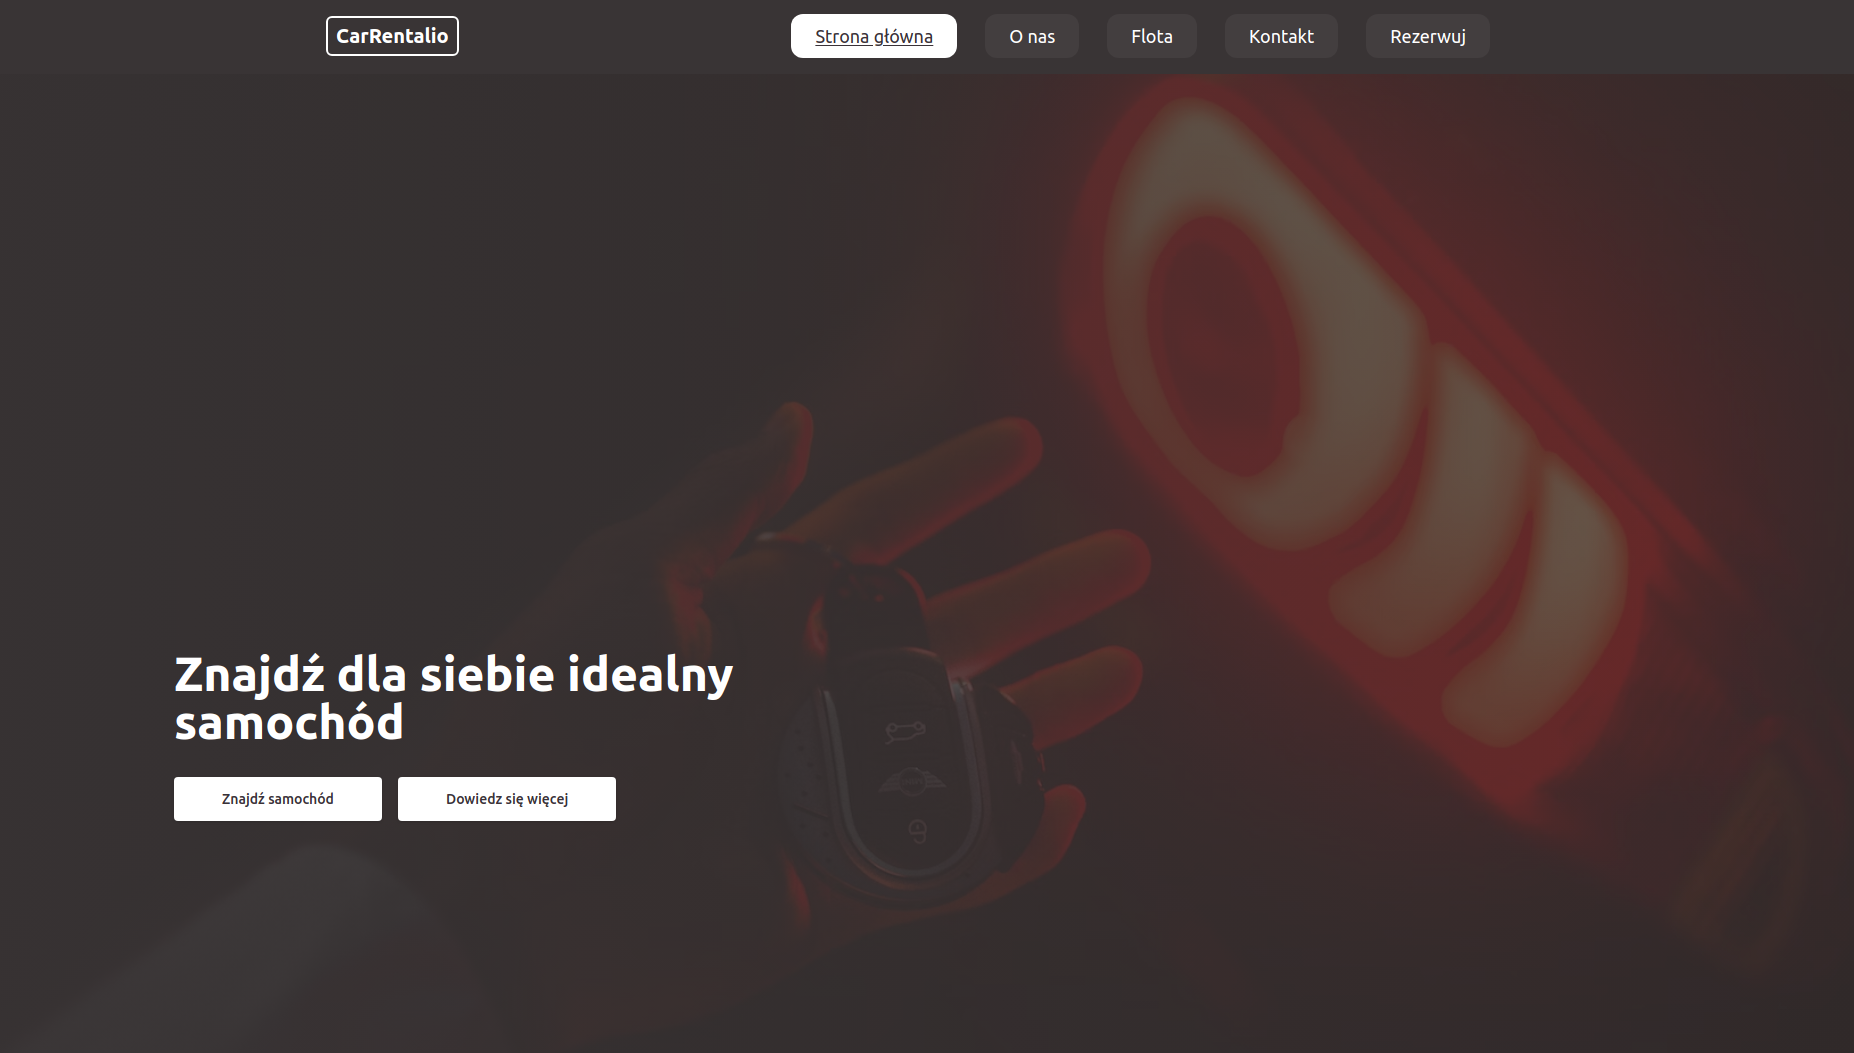 CarRentalio
Strona główna
O nas
Flota
Kontakt
Rezerwuj
Znajdź dla siebie idealny
samochód
Znajdź samochód
Dowiedz się więcej